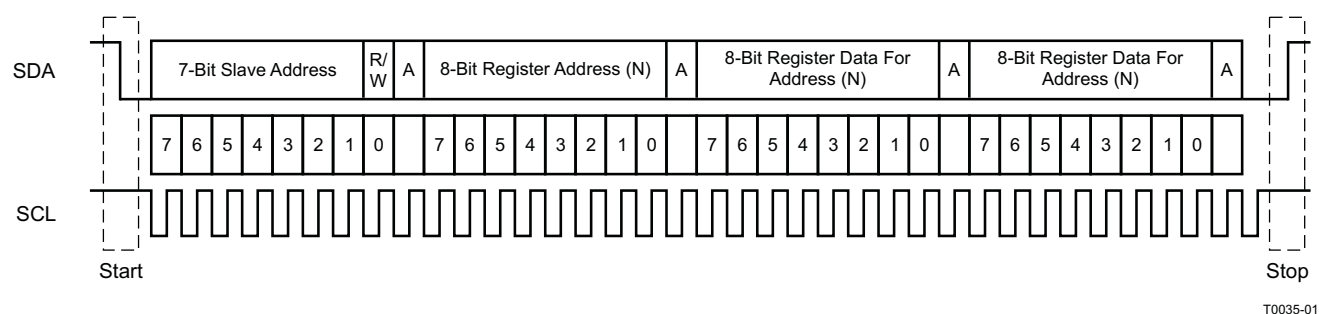 SDA
7-Bit Slave Address
R/
W
A
8-Bit Register Address (N)
A
8-Bit Register Data For
Address (N)
A
8-Bit Register Data For
Address (N)
A
7 6 5 4 3 2 1 0 7 6 5 4 3 2 1 0 7 6 5 4 3 2 1 0 7 6 5 4 3 2 1 0
SCL
Start
Stop
T0035-01